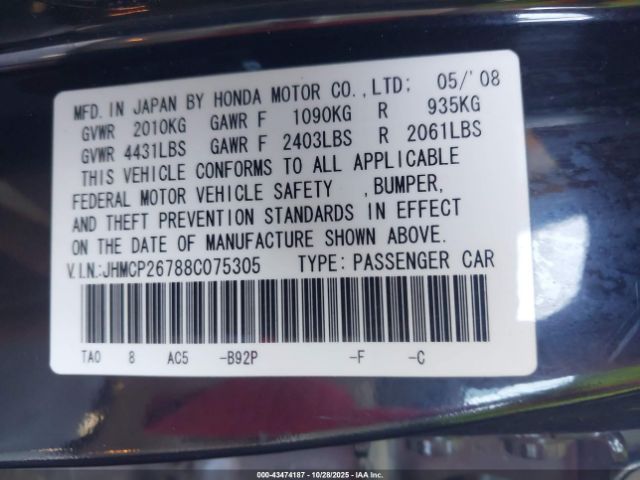 MFD. IN JAPAN BY HONDA MOTOR CO., LTD; 05/'08
GVWR 2010KG GAWR F 1090KG R 935KG
GVWR 4431LBS GAWR F 2403LBS R 2061LBS
THIS VEHICLE CONFORMS TO ALL APPLICABLE
FEDERAL MOTOR VEHICLE SAFETY ,BUMPER,
AND THEFT PREVENTION STANDARDS IN EFFECT
ON THE DATE OF MANUFACTURE SHOWN ABOVE.
V.I.N.:JHMCP26788C075305 TYPE: PASSENGER CAR
TA0 8 AC5 -B92P -F -C
000-43474187 10/28/2025 - IAAI.COM - COPART